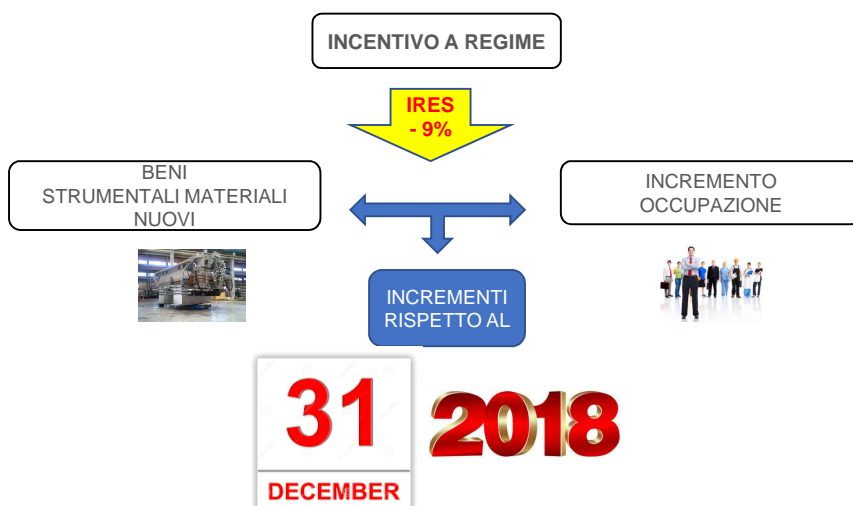 INCENTIVO A REGIME
IRES
- 9%
BENI
STRUMENTALI MATERIALI
NUOVI
INCREMENTO
OCCUPAZIONE
INCREMENTI
RISPETTO AL
31
2018
DECEMBER